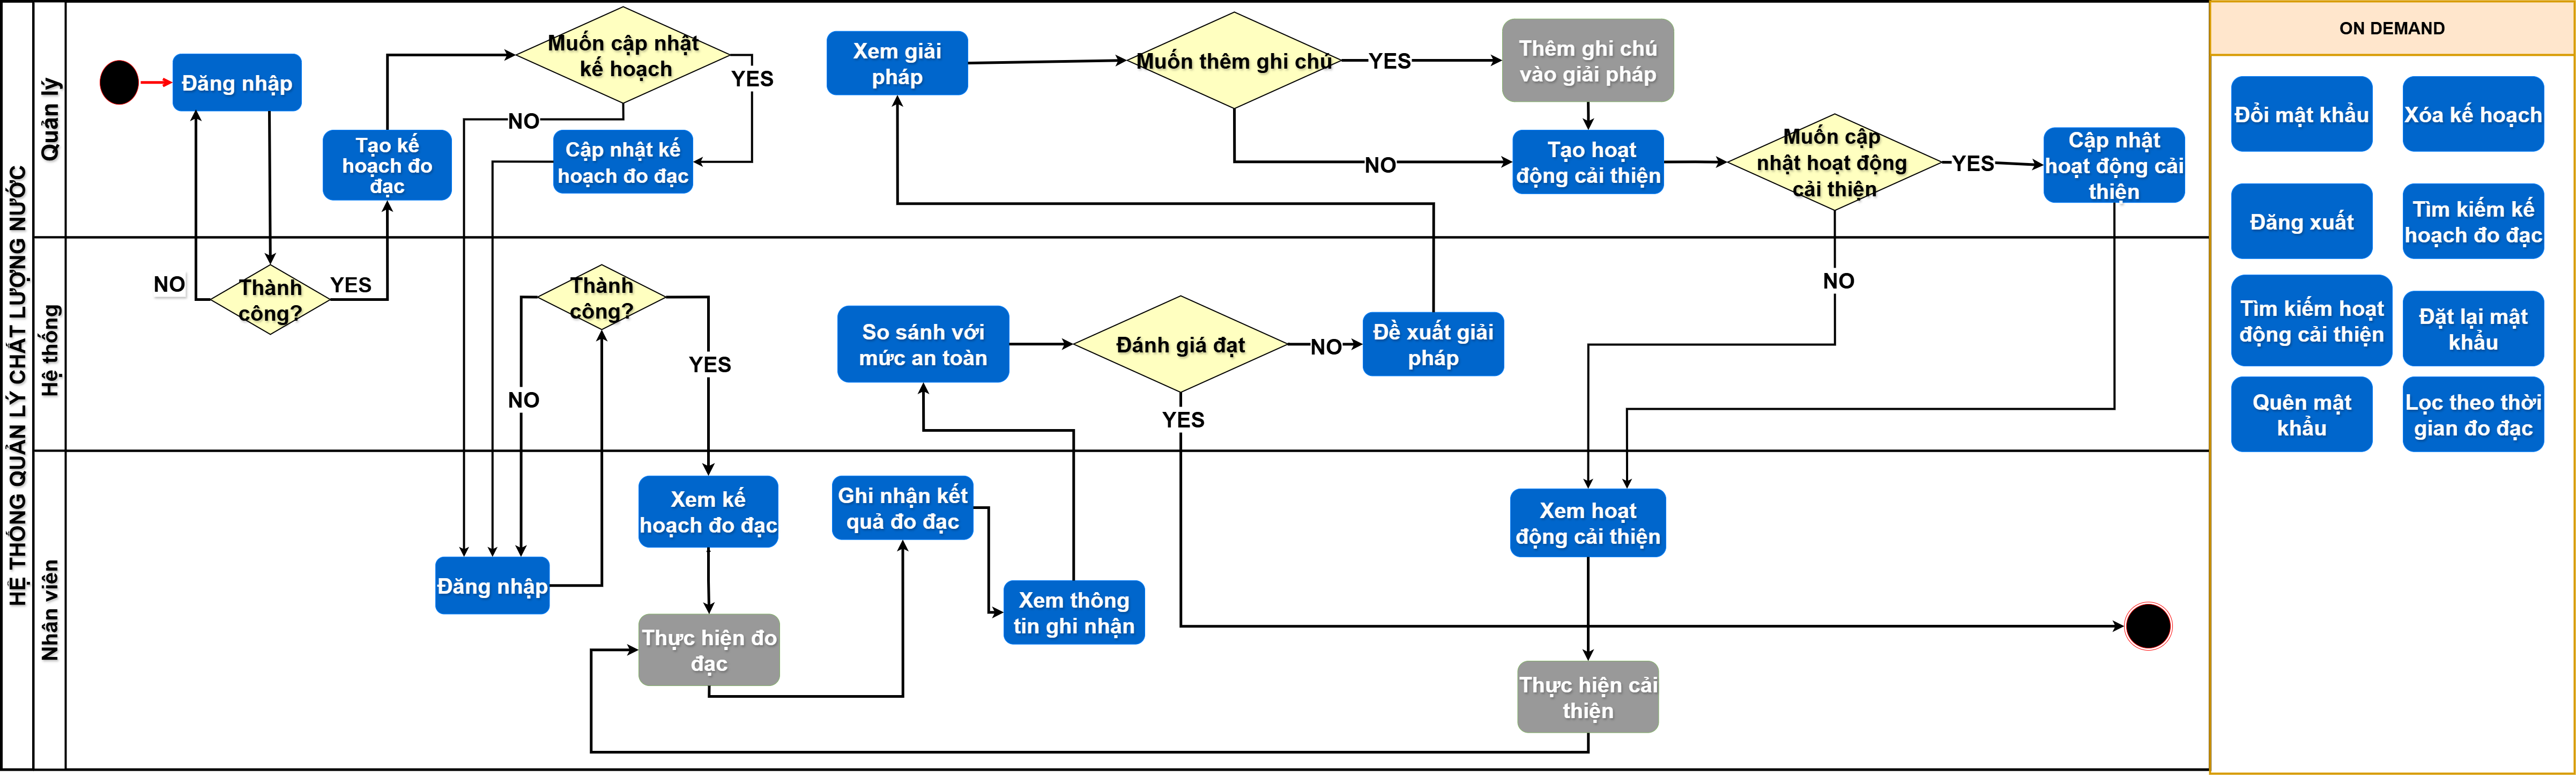 HỆ THỐNG QUẢN LÝ CHẤT LƯỢNG NƯỚC
Quản lý
Đăng nhập
Tạo kế
hoạch đo
đạc
Muốn cập nhật
kế hoạch
YES
NO
Cập nhật kế
hoạch đo đạc
Xem giải
pháp
Muốn thêm ghi chú
YES
NO
Thêm ghi chú
vào giải pháp
Tạo hoạt
động cải thiện
Muốn cập
nhật hoạt động
cải thiện
YES
NO
Cập nhật
hoạt động cải
thiện
Hệ thống
NO
Thành
công?
YES
Thành
công?
NO
YES
So sánh với
mức an toàn
Đánh giá đạt
NO
YES
Đề xuất giải
pháp
Nhân viên
Đăng nhập
Xem kế
hoạch đo đạc
Thực hiện đo
đạc
Ghi nhận kết
quả đo đạc
Xem thông
tin ghi nhận
Xem hoạt
động cải thiện
Thực hiện cải
thiện
ON DEMAND
Đổi mật khẩu
Xóa kế hoạch
Đăng xuất
Tìm kiếm kế
hoạch đo đạc
Tìm kiếm hoạt
động cải thiện
Đặt lại mật
khẩu
Quên mật
khẩu
Lọc theo thời
gian đo đạc